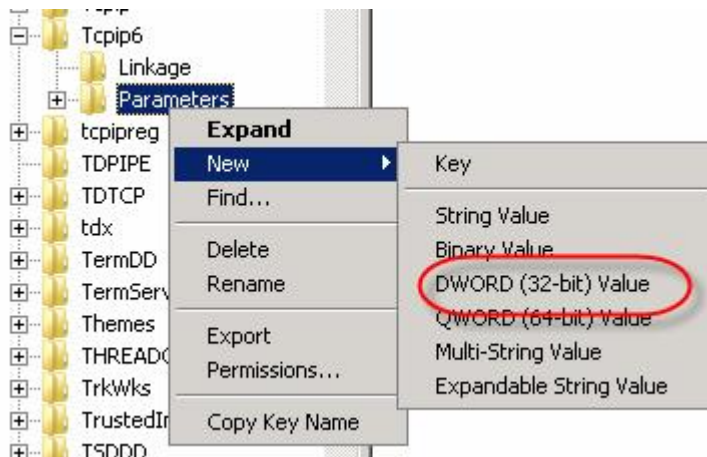 Tcpip
Tcpip6
Linkage
Parameters
tcpipreg
TDPIPE
TDTCP
tdx
TermDD
TermServ
Themes
THREADO
TrkWks
TrustedIr
TSDDD
Expand
New
Find...
Delete
Rename
Export
Permissions...
Copy Key Name
Key
String Value
Binary Value
DWORD (32-bit) Value
QWORD (64-bit) Value
Multi-String Value
Expandable String Value